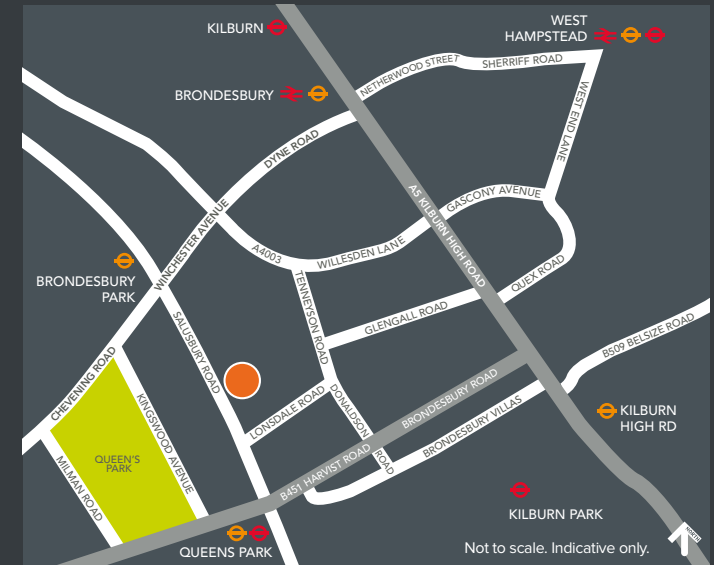 KILBURN
WEST
HAMPSTEAD
NETHERWOOD STREET
SHERRIFF ROAD
BRONDESBURY
WEST END LANE
DYNE ROAD
A5 KILBURN HIGH ROAD
GASCONY AVENUE
WINCHESTER AVENUE
A4003
WILLESDEN LANE
BRONDESBURY
PARK
QUEX ROAD
TENNEYSON ROAD
GLENGALL ROAD
SALUSBURY ROAD
B509 BELSIZE ROAD
CHEVENING ROAD
KINGSWOOD AVENUE
LONSDALE ROAD
DONALDSON ROAD
BRONDESBURY ROAD
BRONDESBURY VILLAS
KILBURN
HIGH RD
QUEEN'S
PARK
MILMAN ROAD
B451 HARVIST ROAD
KILBURN PARK
QUEENS PARK
Not to scale. Indicative only.
NORTH